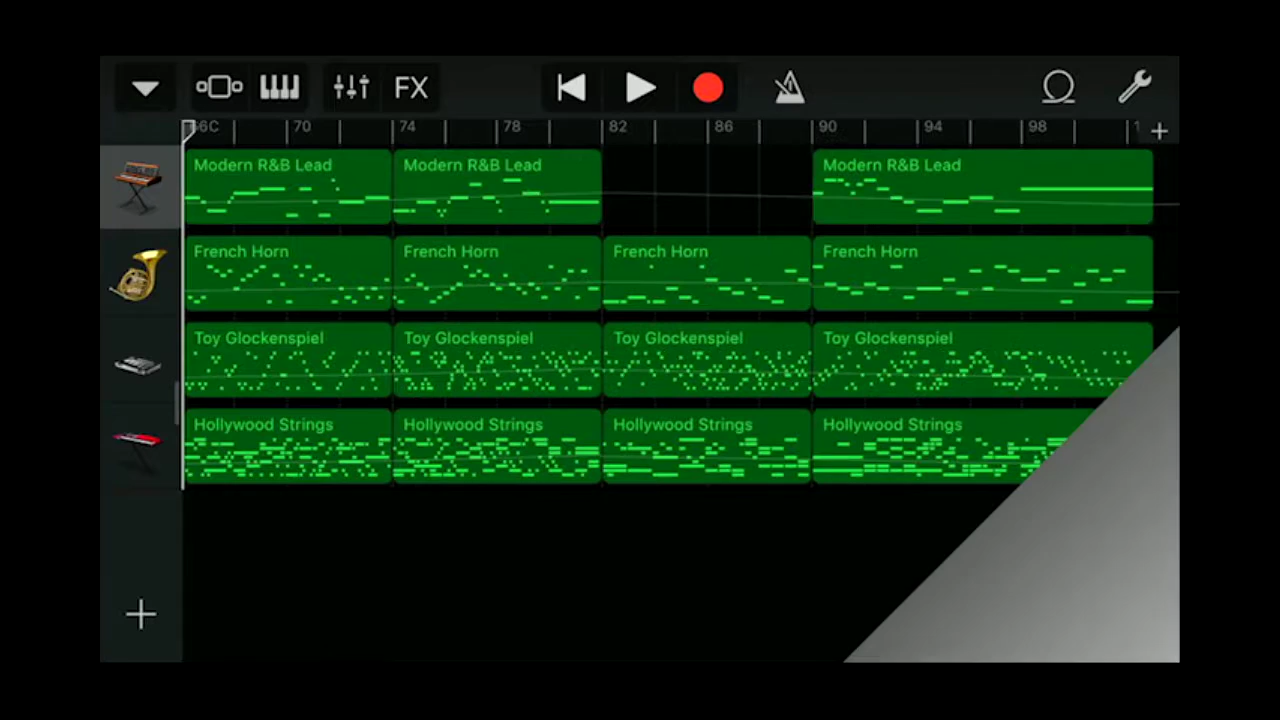 FX
66C 70 74 78 82 86 90 94 98 1
Modern R&B Lead Modern R&B Lead Modern R&B Lead
French Horn French Horn French Horn French Horn
Toy Glockenspiel Toy Glockenspiel Toy Glockenspiel Toy Glockenspiel
Hollywood Strings Hollywood Strings Hollywood Strings Hollywood Strings